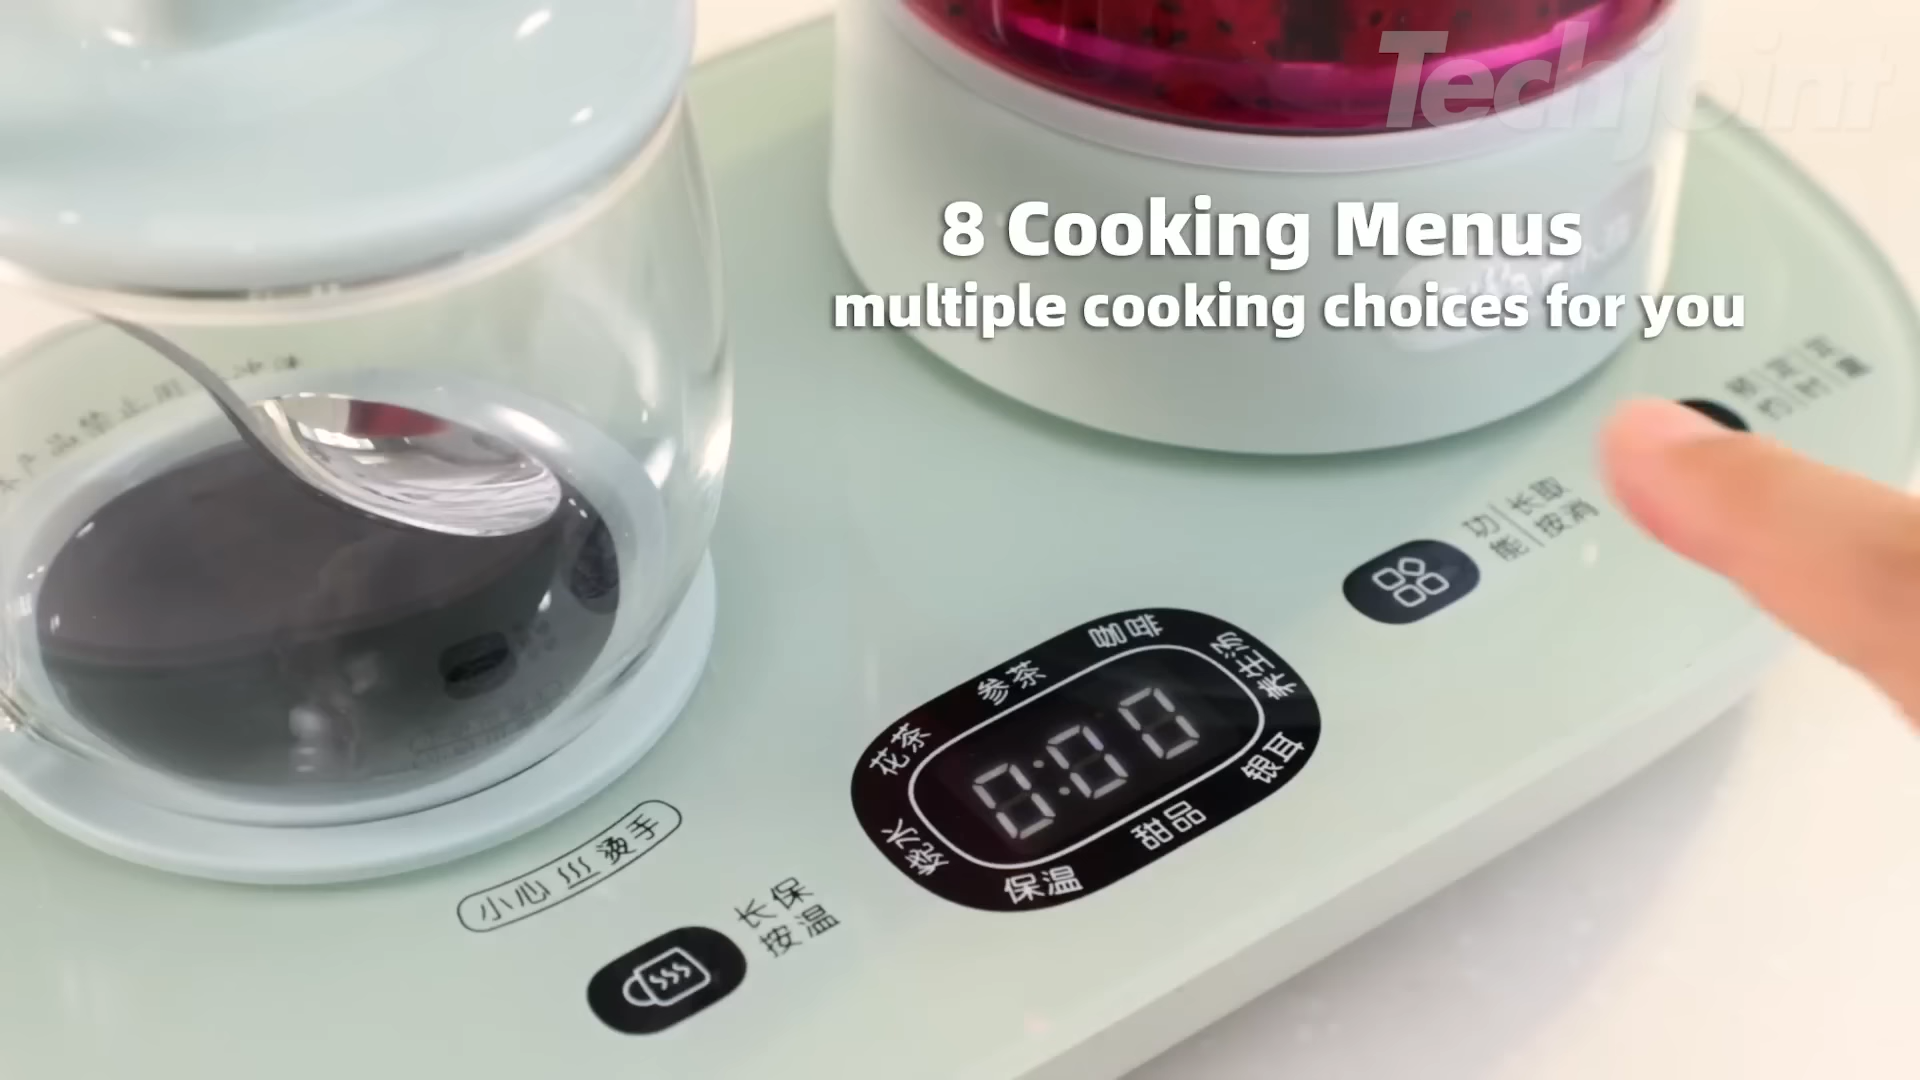 Techjoint
8 Cooking Menus
multiple cooking choices for you
功能 | 长按取消
参茶
养生汤
花茶
银耳
烧水
甜品
保温
小心 烫手
长按保温
0:00